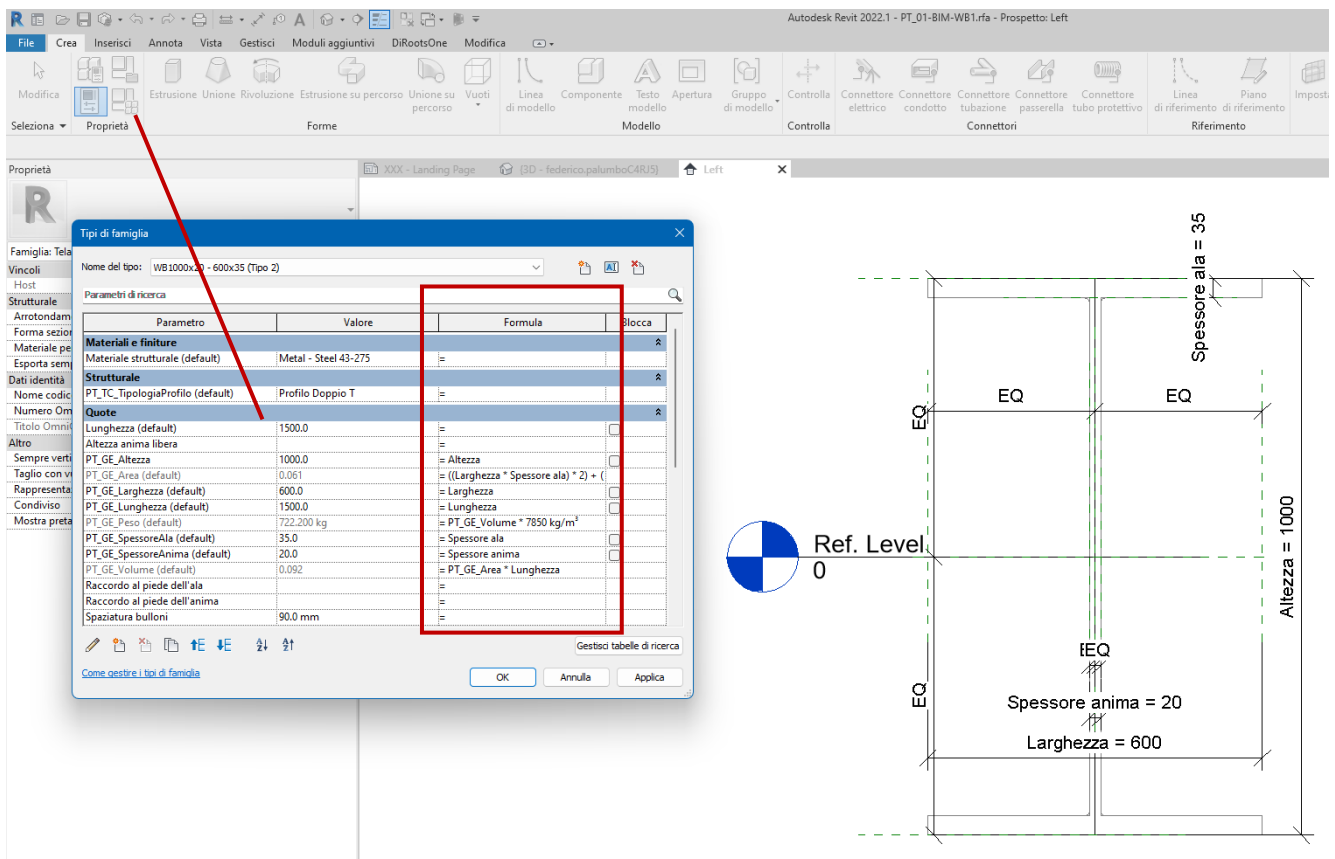 Autodesk Revit 2022.1 - PT_01-BIM-WB1.rfa - Prospetto: Left
File Crea Inserisci Annota Vista Gestisci Moduli aggiuntivi DiRootsOne Modifica
Modifica Estrusione Unione Rivoluzione Estrusione su percorso Unione su percorso Vuoti Linea di modello Componente Testo modello Apertura Gruppo di modello Controlla Connettore elettrico Connettore condotto Connettore tubazione Connettore passerella Connettore tubo protettivo Linea di riferimento Piano di riferimento Imposta
Seleziona Proprietà Forme Modello Controlla Connettori Riferimento
Proprietà
XXX - Landing Page {3D - federico.palumboC4RJ5} Left
R
Famiglia: Tela
Vincoli
Host
Strutturale
Arrotondam
Forma sezion
Materiale pe
Esporta sem
Dati identità
Nome codic
Numero Om
Titolo Omni
Altro
Sempre verti
Taglio con v
Rappresenta
Condiviso
Mostra preta
Tipi di famiglia
Nome del tipo: WB1000x20 - 600x35 (Tipo 2)
Parametri di ricerca
Parametro Valore Formula Blocca
Materiali e finiture
Materiale strutturale (default) Metal - Steel 43-275 =
Strutturale
PT_TC_TipologiaProfilo (default) Profilo Doppio T =
Quote
Lunghezza (default) 1500.0 =
Altezza anima libera =
PT_GE_Altezza 1000.0 = Altezza
PT_GE_Area (default) 0.061 = ((Larghezza * Spessore ala) * 2) + (
PT_GE_Larghezza (default) 600.0 = Larghezza
PT_GE_Lunghezza (default) 1500.0 = Lunghezza
PT_GE_Peso (default) 722.200 kg = PT_GE_Volume * 7850 kg/m³
PT_GE_SpessoreAla (default) 35.0 = Spessore ala
PT_GE_SpessoreAnima (default) 20.0 = Spessore anima
PT_GE_Volume (default) 0.092 = PT_GE_Area * Lunghezza
Raccordo al piede dell'ala =
Raccordo al piede dell'anima =
Spaziatura bulloni 90.0 mm =
Gestisci tabelle di ricerca
Come gestire i tipi di famiglia
OK Annulla Applica
Spessore ala = 35
EQ EQ
EQ
Altezza = 1000
Ref. Level
0
EQ
EQ
Spessore anima = 20
Larghezza = 600